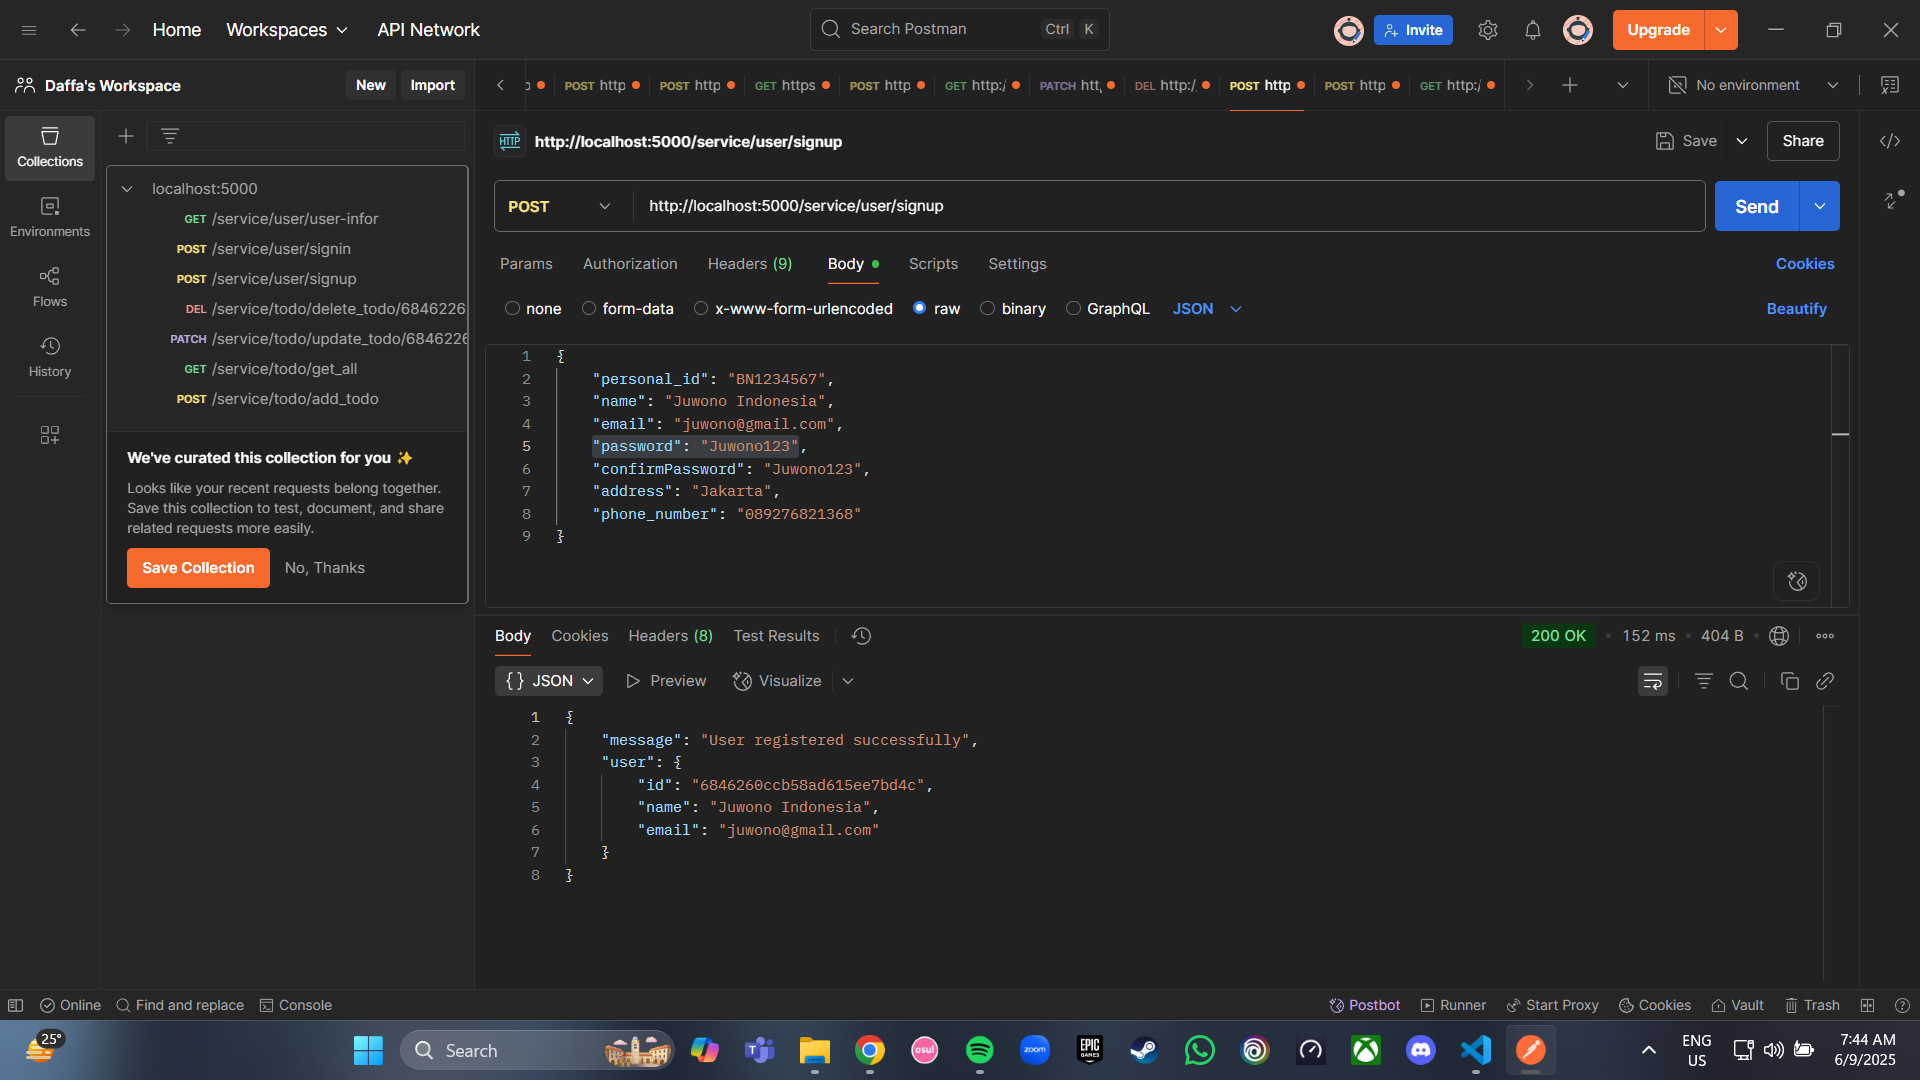 Home
Workspaces
API Network
Search Postman
Ctrl K
Invite
Upgrade
Daffa's Workspace
New
Import
POST http
POST http
GET https
POST http
GET http:/
PATCH htt
DEL http:/
POST http
POST http
GET http:/
No environment
Collections
Environments
Flows
History
localhost:5000
GET /service/user/user-infor
POST /service/user/signin
POST /service/user/signup
DEL /service/todo/delete_todo/6846226
PATCH /service/todo/update_todo/6846226
GET /service/todo/get_all
POST /service/todo/add_todo
We've curated this collection for you ✨
Looks like your recent requests belong together.
Save this collection to test, document, and share
related requests more easily.
Save Collection
No, Thanks
HTTP http://localhost:5000/service/user/signup
Save
Share
POST
http://localhost:5000/service/user/signup
Send
Params
Authorization
Headers (9)
Body
Scripts
Settings
Cookies
none
form-data
x-www-form-urlencoded
raw
binary
GraphQL
JSON
Beautify
1 {
2 "personal_id": "BN1234567",
3 "name": "Juwono Indonesia",
4 "email": "juwono@gmail.com",
5 "password": "Juwono123",
6 "confirmPassword": "Juwono123",
7 "address": "Jakarta",
8 "phone_number": "089276821368"
9 }
Body
Cookies
Headers (8)
Test Results
200 OK
152 ms
404 B
{} JSON
Preview
Visualize
1 {
2 "message": "User registered successfully",
3 "user": {
4 "id": "6846260ccb58ad615ee7bd4c",
5 "name": "Juwono Indonesia",
6 "email": "juwono@gmail.com"
7 }
8 }
Online
Find and replace
Console
Postbot
Runner
Start Proxy
Cookies
Vault
Trash
25°
Search
osu!
zoom
EPIC
GAMES
ENG
US
7:44 AM
6/9/2025